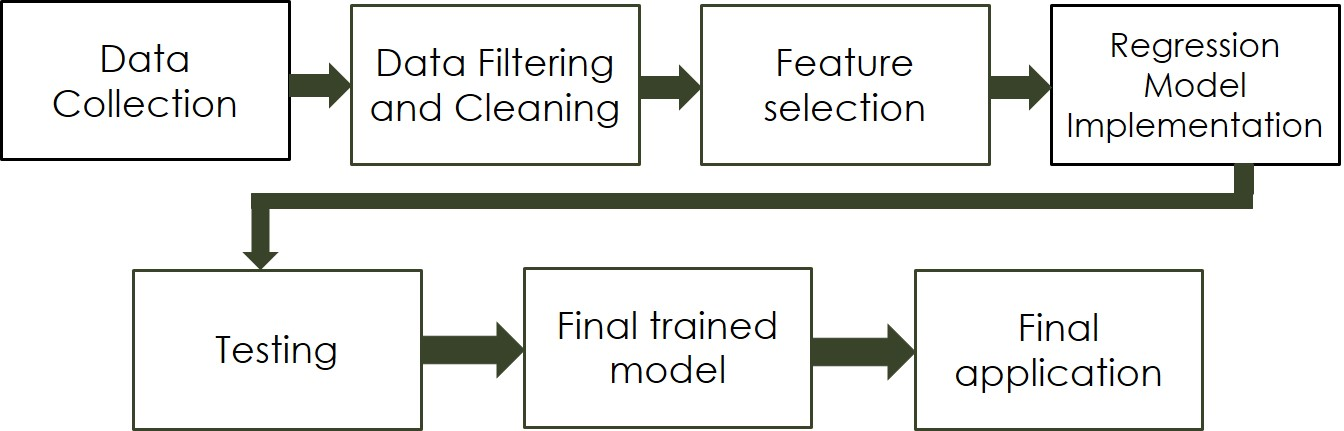 Data
Collection
Data Filtering
and Cleaning
Feature
selection
Regression
Model
Implementation
Testing
Final trained
model
Final
application